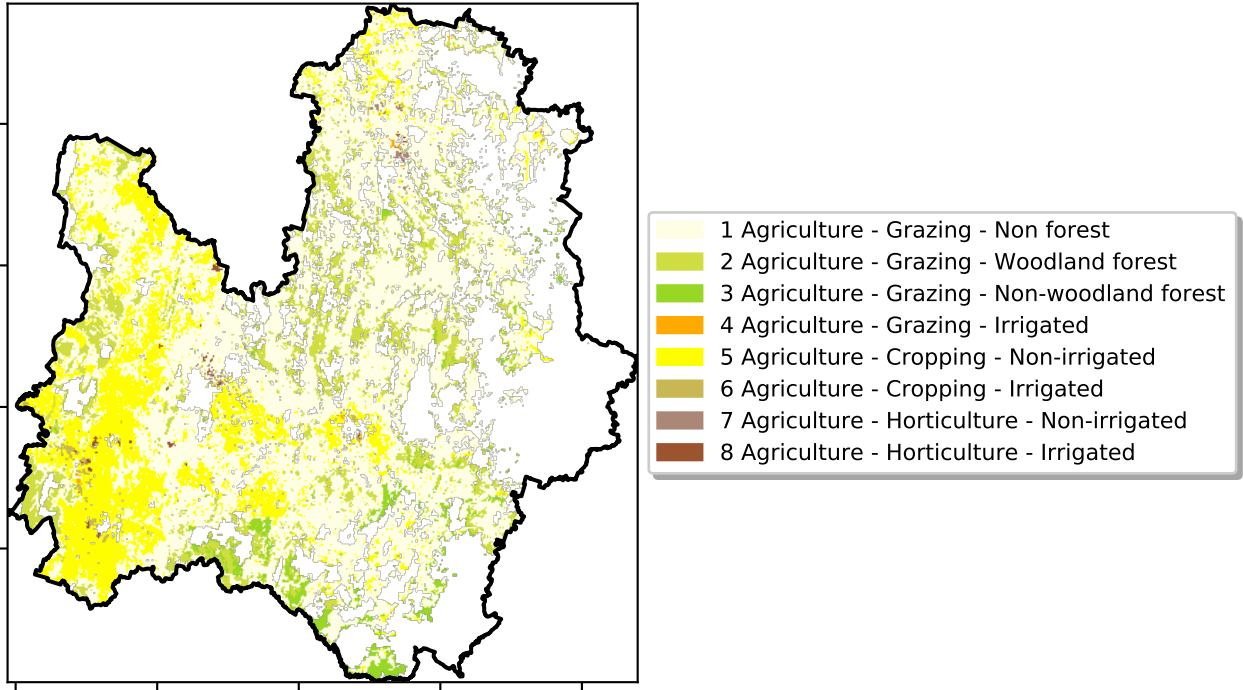 1 Agriculture - Grazing - Non forest
2 Agriculture - Grazing - Woodland forest
3 Agriculture - Grazing - Non-woodland forest
4 Agriculture - Grazing - Irrigated
5 Agriculture - Cropping - Non-irrigated
6 Agriculture - Cropping - Irrigated
7 Agriculture - Horticulture - Non-irrigated
8 Agriculture - Horticulture - Irrigated